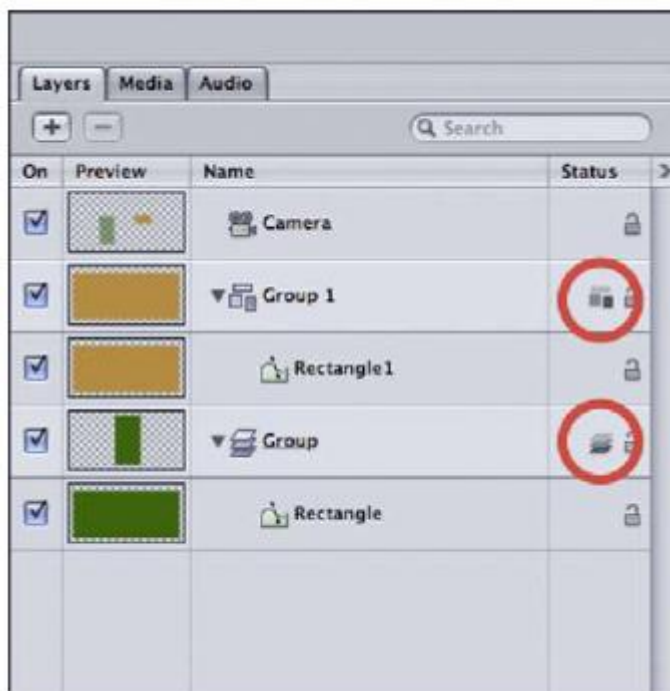 Layers Media Audio
Search
On Preview Name Status
Camera
Group 1
Rectangle1
Group
Rectangle